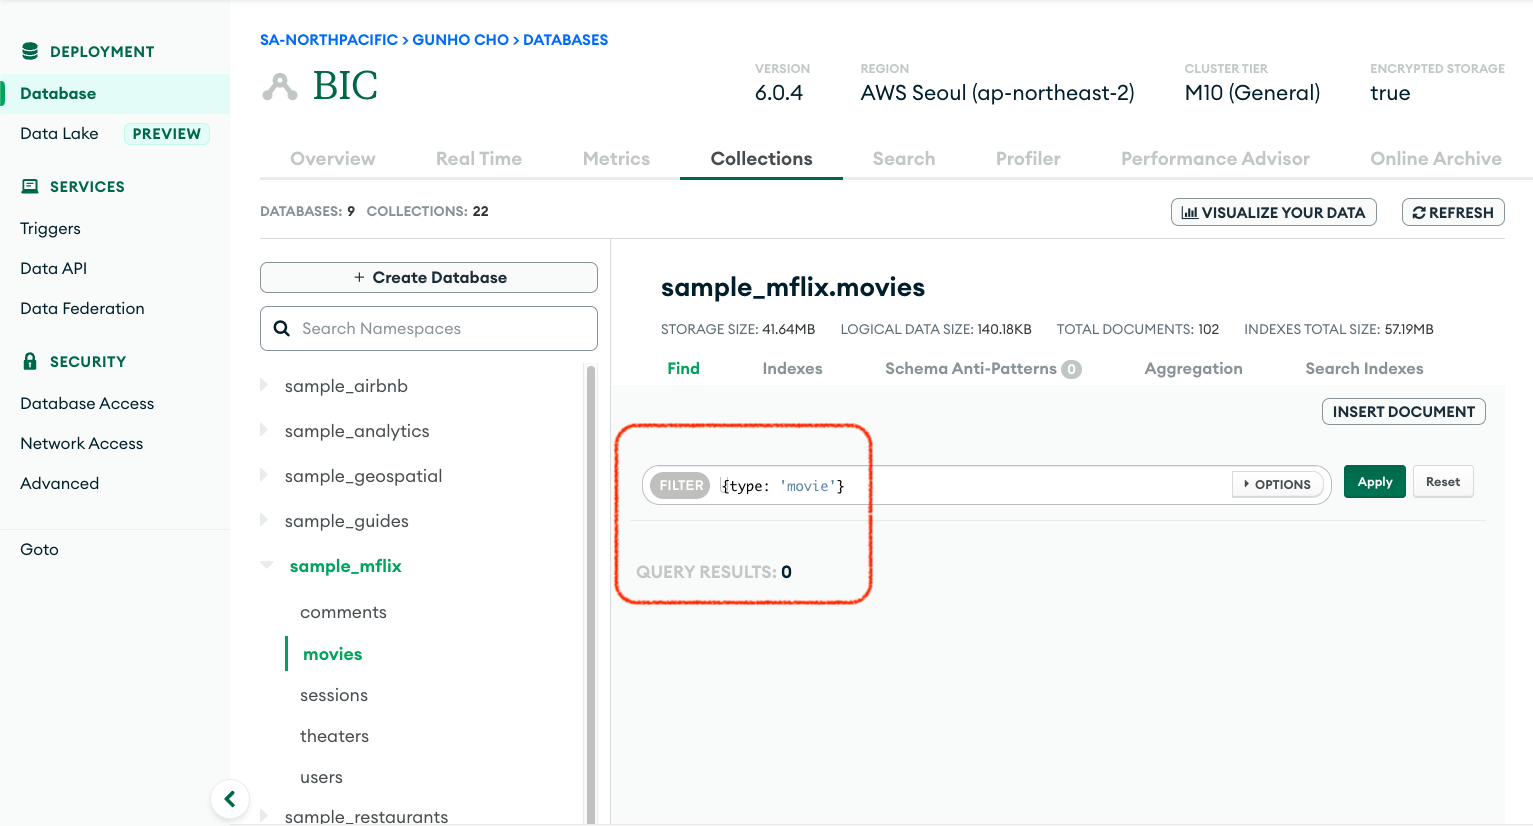 DEPLOYMENT
Database
Data Lake PREVIEW
SERVICES
Triggers
Data API
Data Federation
SECURITY
Database Access
Network Access
Advanced
Goto
SA-NORTHPACIFIC > GUNHO CHO > DATABASES
BIC
VERSION
6.0.4
REGION
AWS Seoul (ap-northeast-2)
CLUSTER TIER
M10 (General)
ENCRYPTED STORAGE
true
Overview Real Time Metrics Collections Search Profiler Performance Advisor Online Archive
DATABASES: 9 COLLECTIONS: 22
VISUALIZE YOUR DATA
REFRESH
+ Create Database
Search Namespaces
sample_airbnb
sample_analytics
sample_geospatial
sample_guides
sample_mflix
comments
movies
sessions
theaters
users
sample_restaurants
sample_mflix.movies
STORAGE SIZE: 41.64MB LOGICAL DATA SIZE: 140.18KB TOTAL DOCUMENTS: 102 INDEXES TOTAL SIZE: 57.19MB
Find Indexes Schema Anti-Patterns 0 Aggregation Search Indexes
INSERT DOCUMENT
FILTER {type: 'movie'} OPTIONS Apply Reset
QUERY RESULTS: 0